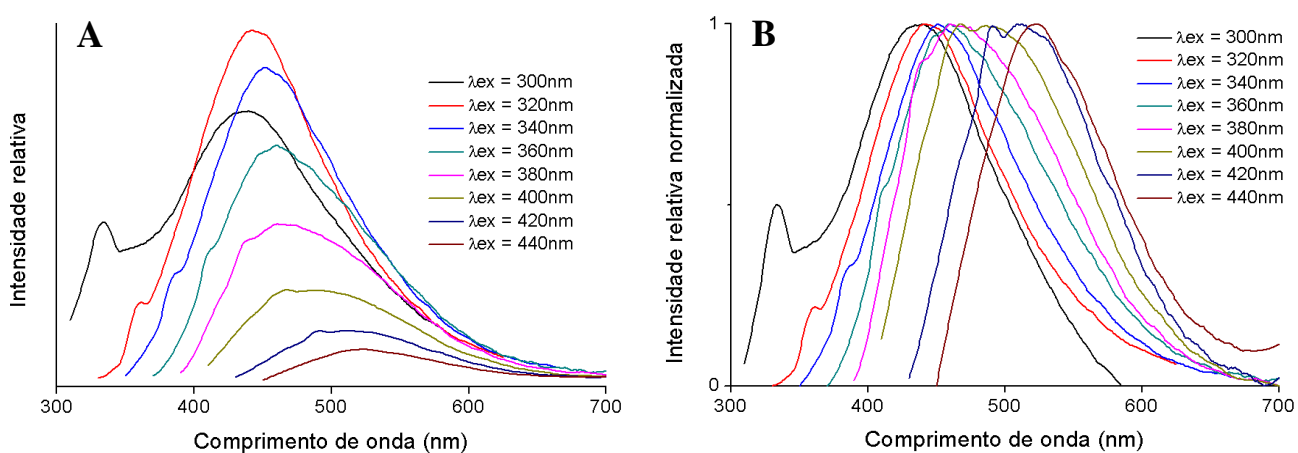 A
Intensidade relativa
λex = 300nm
λex = 320nm
λex = 340nm
λex = 360nm
λex = 380nm
λex = 400nm
λex = 420nm
λex = 440nm
300 400 500 600 700
Comprimento de onda (nm)
B
Intensidade relativa normalizada
1
0
λex = 300nm
λex = 320nm
λex = 340nm
λex = 360nm
λex = 380nm
λex = 400nm
λex = 420nm
λex = 440nm
300 400 500 600 700
Comprimento de onda (nm)